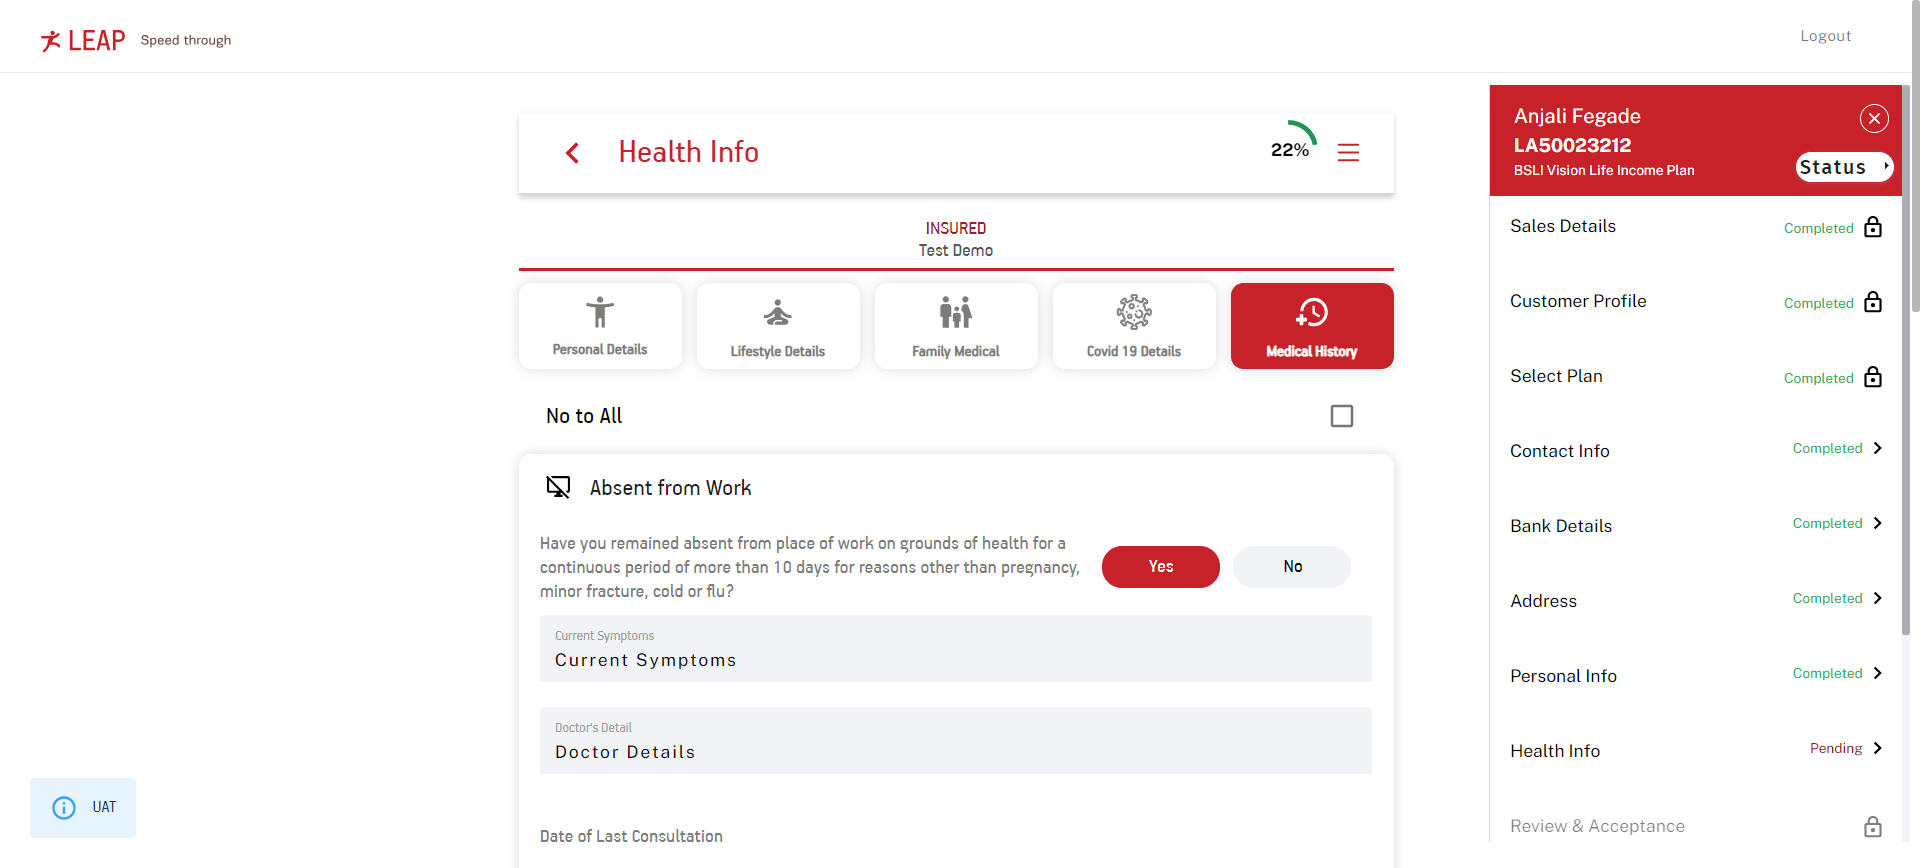 LEAP Speed through
Logout
Health Info
22%
INSURED
Test Demo
Personal Details
Lifestyle Details
Family Medical
Covid 19 Details
Medical History
No to All
Absent from Work
Have you remained absent from place of work on grounds of health for a
continuous period of more than 10 days for reasons other than pregnancy,
minor fracture, cold or flu?
Yes
No
Current Symptoms
Current Symptoms
Doctor's Detail
Doctor Details
Date of Last Consultation
UAT
Anjali Fegade
LA50023212
BSLI Vision Life Income Plan
Status
Sales Details Completed
Customer Profile Completed
Select Plan Completed
Contact Info Completed
Bank Details Completed
Address Completed
Personal Info Completed
Health Info Pending
Review & Acceptance